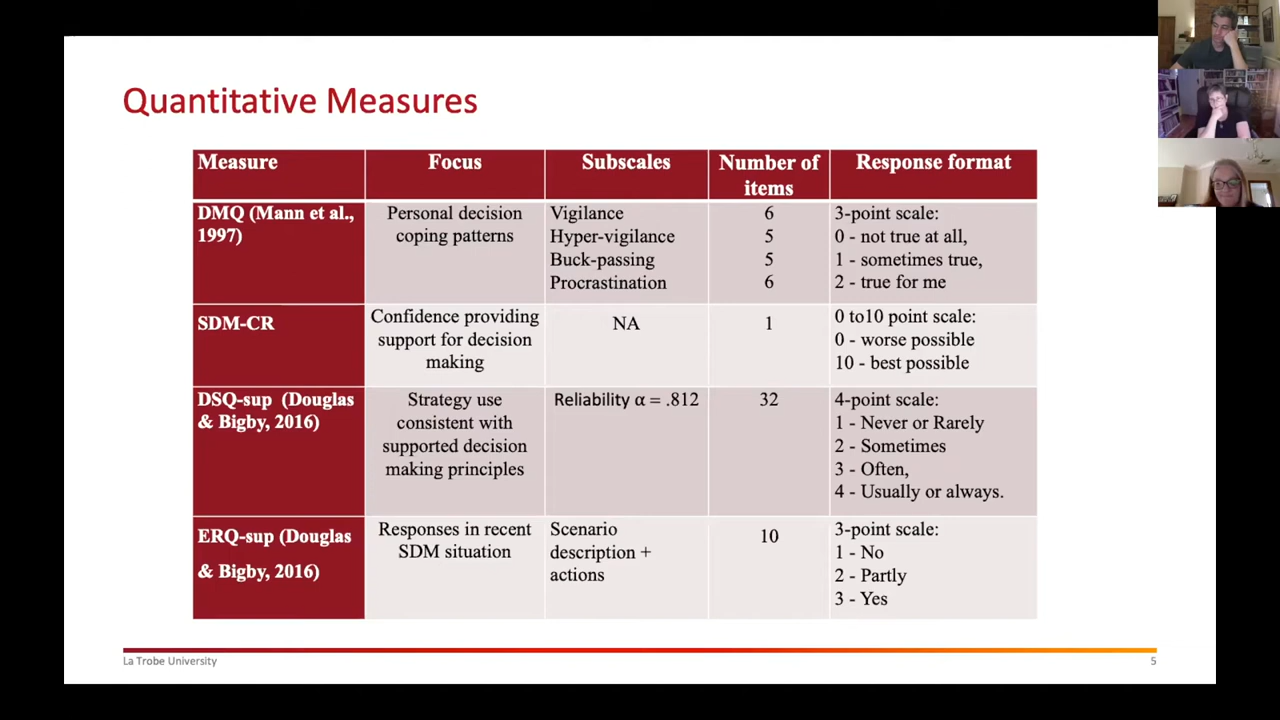 Quantitative Measures
Measure
Focus
Subscales
Number of
items
Response format
DMQ (Mann et al.,
1997)
Personal decision
coping patterns
Vigilance
Hyper-vigilance
Buck-passing
Procrastination
6
5
5
6
3-point scale:
0 - not true at all,
1 - sometimes true,
2 - true for me
SDM-CR
Confidence providing
support for decision
making
NA
1
0 to10 point scale:
0 - worse possible
10 - best possible
DSQ-sup (Douglas
& Bigby, 2016)
Strategy use
consistent with
supported decision
making principles
Reliability α = .812
32
4-point scale:
1 - Never or Rarely
2 - Sometimes
3 - Often,
4 - Usually or always.
ERQ-sup (Douglas
& Bigby, 2016)
Responses in recent
SDM situation
Scenario
description +
actions
10
3-point scale:
1 - No
2 - Partly
3 - Yes
La Trobe University
5